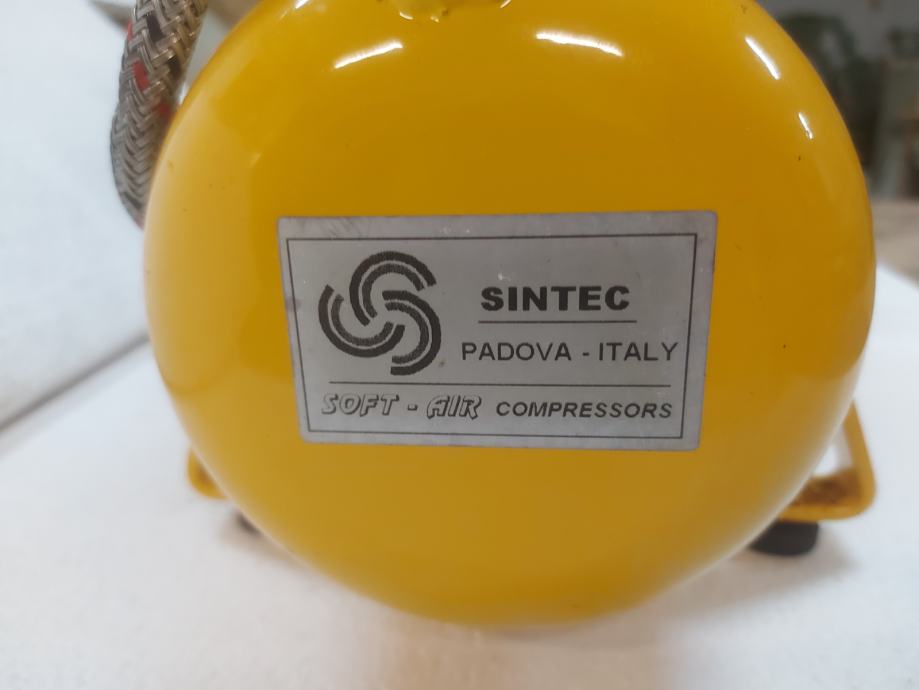 SINTEC
PADOVA - ITALY
SOFT - AIR COMPRESSORS